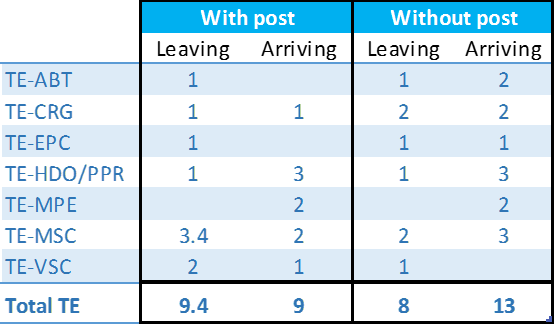 With post Without post
Leaving Arriving Leaving Arriving
TE-ABT 1 1 2
TE-CRG 1 1 2 2
TE-EPC 1 1 1
TE-HDO/PPR 1 3 1 3
TE-MPE 2 2
TE-MSC 3.4 2 2 3
TE-VSC 2 1 1
Total TE 9.4 9 8 13